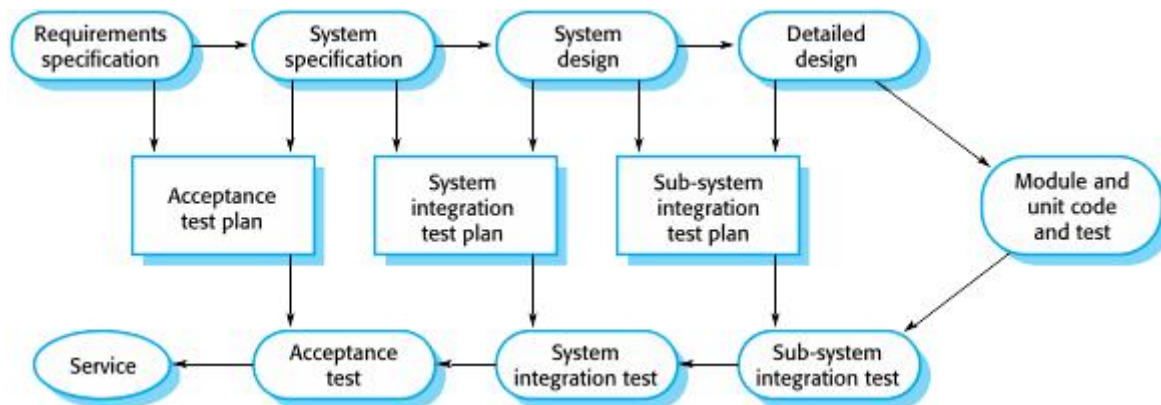 Requirements
specification
System
specification
System
design
Detailed
design
Acceptance
test plan
System
integration
test plan
Sub-system
integration
test plan
Module and
unit code
and test
Service
Acceptance
test
System
integration test
Sub-system
integration test